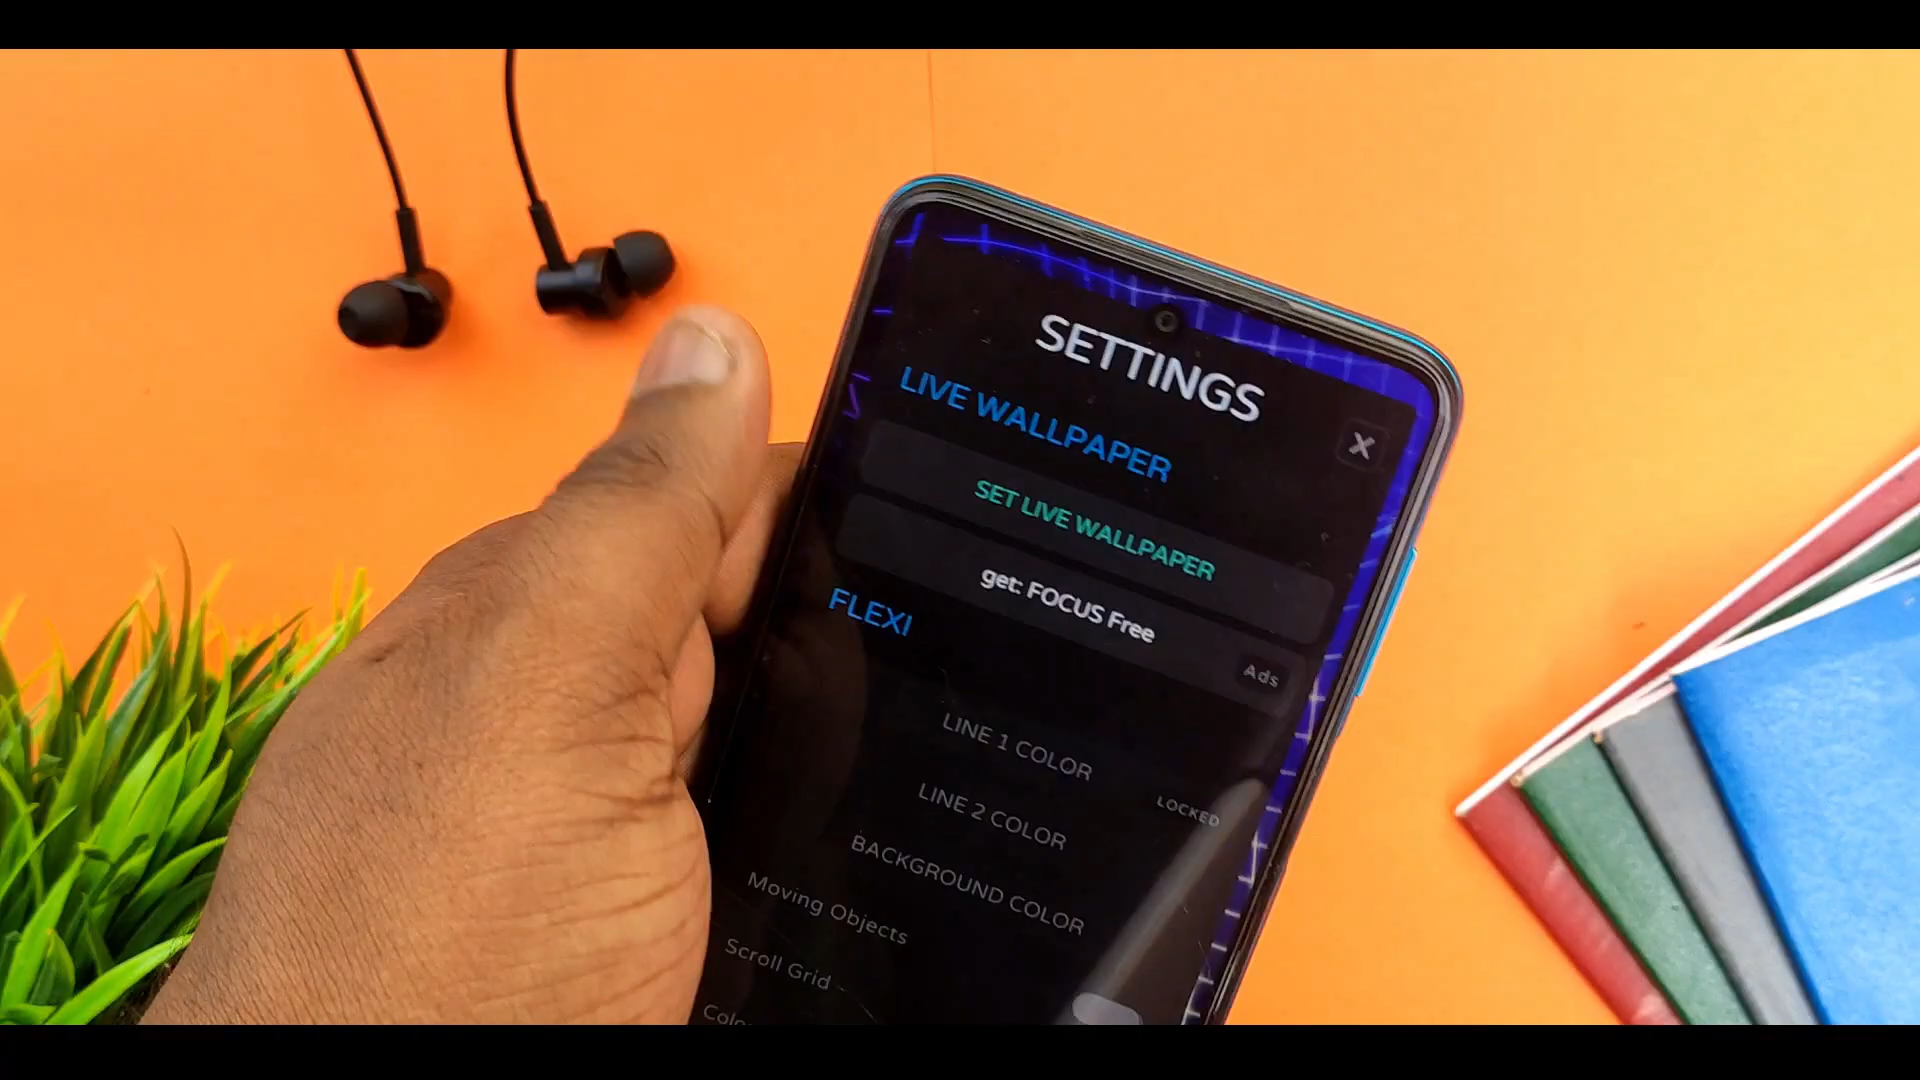 SETTINGS
X
LIVE WALLPAPER
SET LIVE WALLPAPER
get: FOCUS Free
Ads
FLEXI
LINE 1 COLOR
LOCKED
LINE 2 COLOR
BACKGROUND COLOR
Moving Objects
Scroll Grid